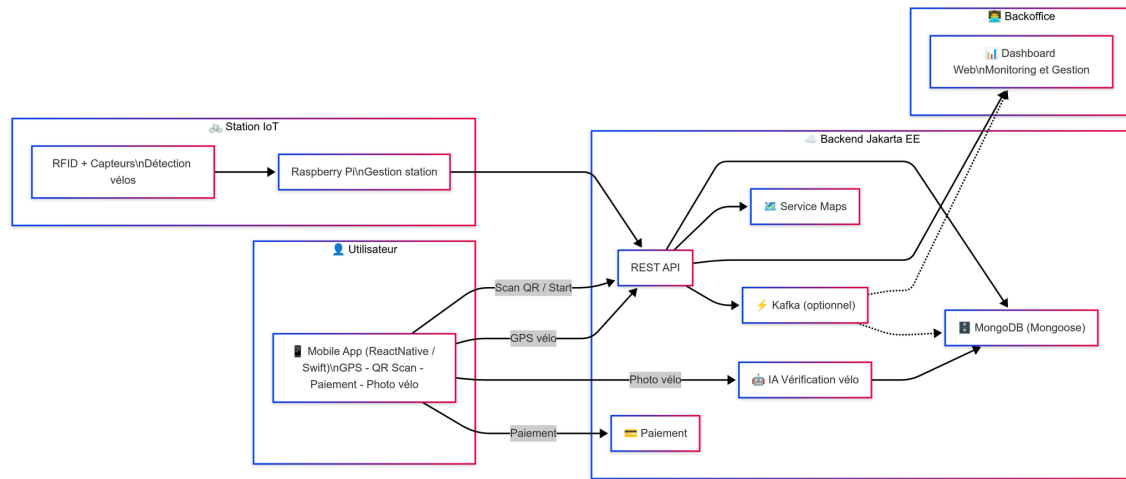 👨‍💻 Backoffice
📊 Dashboard
Web\nMonitoring et Gestion
🚲 Station IoT
RFID + Capteurs\nDétection
vélos
Raspberry Pi\nGestion station
☁️ Backend Jakarta EE
🗺️ Service Maps
REST API
⚡ Kafka (optionnel)
🗄️ MongoDB (Mongoose)
🤖 IA Vérification vélo
💳 Paiement
👤 Utilisateur
📱 Mobile App (ReactNative /
Swift)\nGPS - QR Scan -
Paiement - Photo vélo
Scan QR / Start
GPS vélo
Photo vélo
Paiement